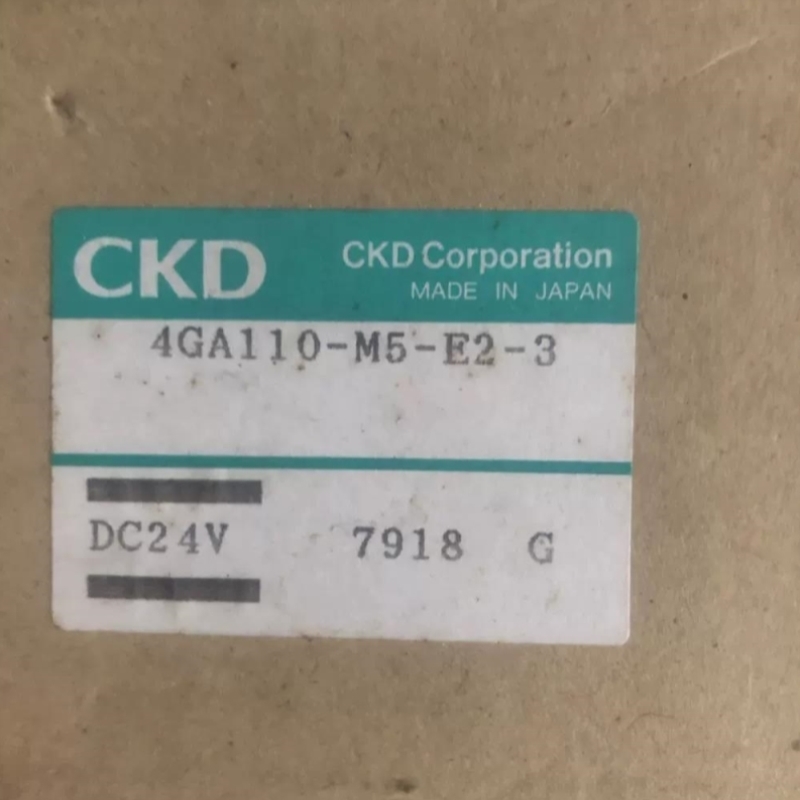 CKD
CKD Corporation
MADE IN JAPAN
4GA110-M5-E2-3
DC24V 7918 G